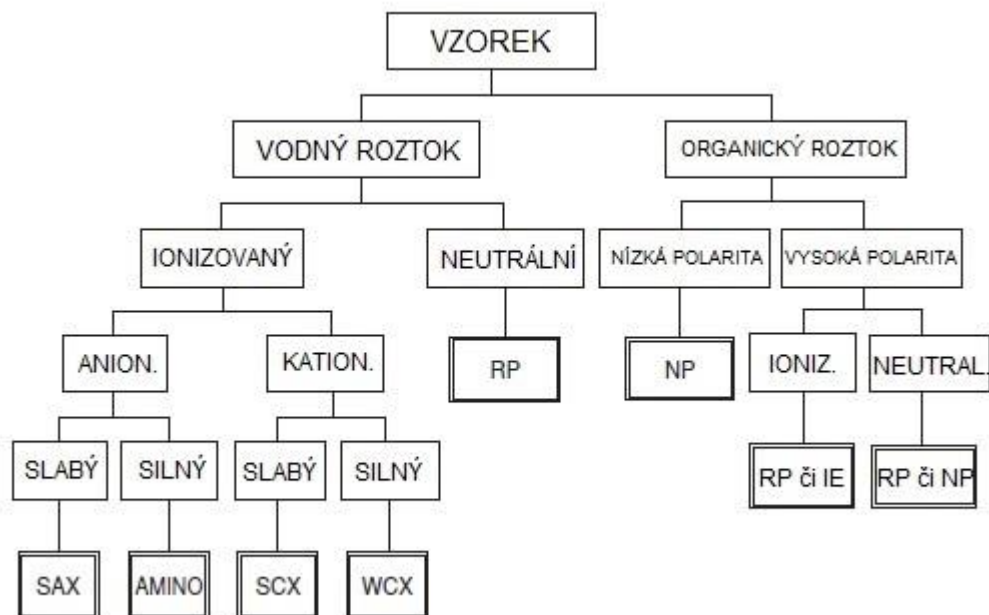 VZOREK
VODNÝ ROZTOK
ORGANICKÝ ROZTOK
IONIZOVANÝ
NEUTRÁLNÍ
NÍZKÁ POLARITA
VYSOKÁ POLARITA
ANION.
KATION.
RP
NP
IONIZ.
NEUTRAL.
SLABÝ
SILNÝ
SLABÝ
SILNÝ
RP či IE
RP či NP
SAX
AMINO
SCX
WCX